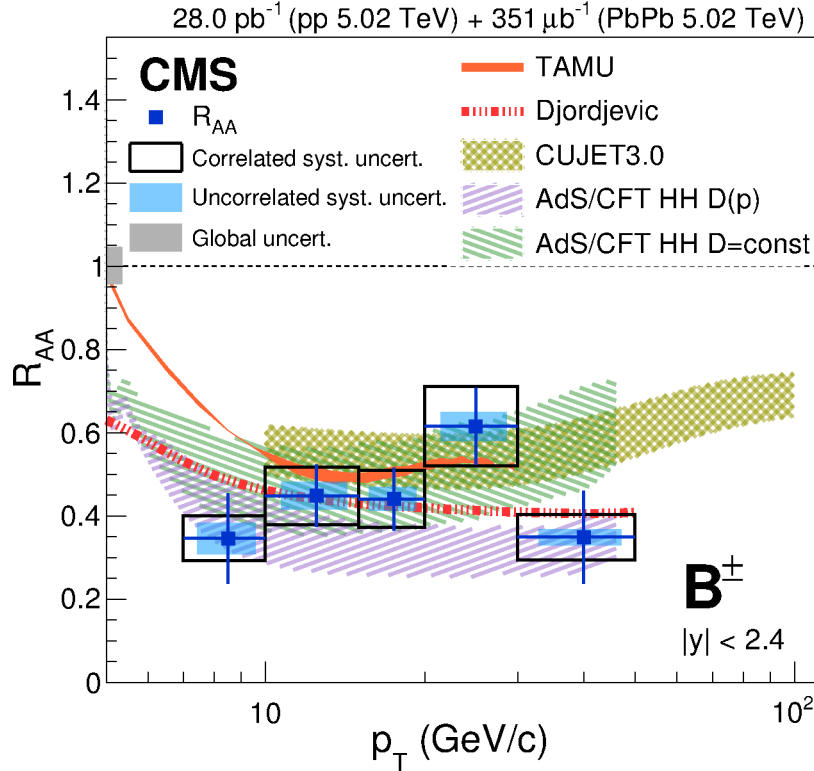 28.0 pb⁻¹ (pp 5.02 TeV) + 351 μb⁻¹ (PbPb 5.02 TeV)
CMS
R_AA
Correlated syst. uncert.
Uncorrelated syst. uncert.
Global uncert.
TAMU
Djordjevic
CUJET3.0
AdS/CFT HH D(p)
AdS/CFT HH D=const
1.4
1.2
1
0.8
0.6
0.4
0.2
0
R_AA
B±
|y| < 2.4
10
10²
p_T (GeV/c)